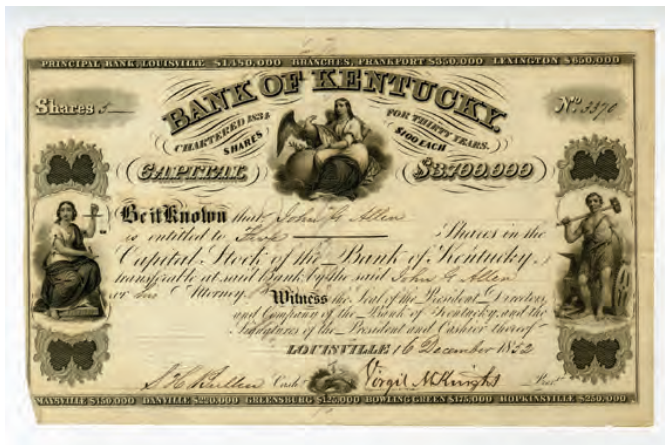 PRINCIPAL BANK, LOUISVILLE $1,480,000 BRANCHES, FRANKFORT $350,000 LEXINGTON $650,000
Shares 5
No. 3370
BANK OF KENTUCKY.
CHARTERED 1834 FOR THIRTY YEARS.
SHARES $100 EACH
CAPITAL $3,700,000
Be it Known that John G Allen
is entitled to Five Shares in the
Capital Stock of the Bank of Kentucky
transferable at said Bank by the said John G Allen
or his Attorney. Witness the Seal of the President, Directors,
and Company of the Bank of Kentucky, and the
Signatures of the President and Cashier thereof
LOUISVILLE 16 December 1852
Cashr. Virgil McKnight Prest.
MAYSVILLE $450,000 DANVILLE $220,000 GREENSBURG $125,000 BOWLING GREEN $175,000 HOPKINSVILLE $250,000